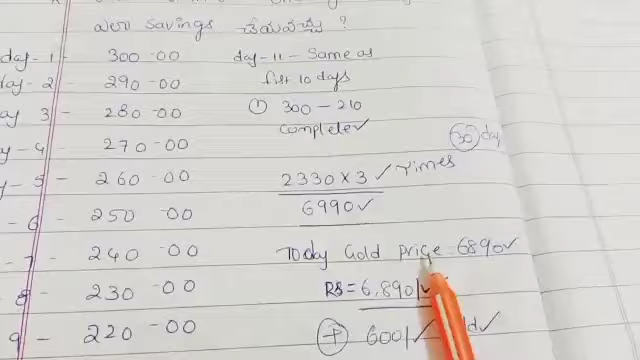 ఎలా savings చేయవచ్చు ?
day-1 - 300-00
day-2 - 290-00
day 3 - 280-00
- 4 - 270-00
- 5 - 260-00
- 6 - 250-00
- 7 - 240-00
8 - 230-00
9 - 220-00
day-11- Same as
first 10 days
① 300 - 210
complete✓
30 day
2330 x 3 ✓ Times
6990✓
Today Gold Price 6890✓
RS = 6,890/✓
+ 600/✓